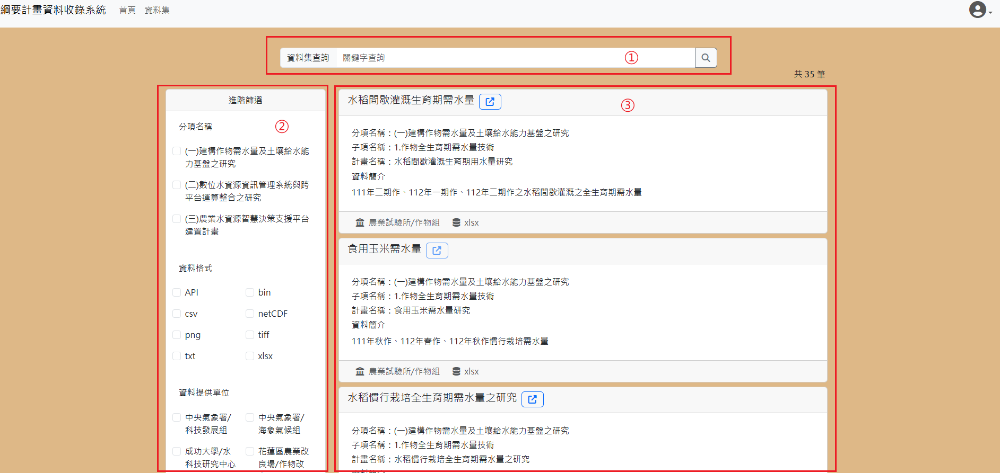 綱要計畫資料收錄系統 首頁 資料集
資料集查詢 關鍵字查詢 ①
共 35 筆
進階篩選
分項名稱 ②
(一)建構作物需水量及土壤給水能
力基盤之研究
(二)數位水資源資訊管理系統與跨
平台運算整合之研究
(三)農業水資源智慧決策支援平台
建置計畫
資料格式
API bin
csv netCDF
png tiff
txt xlsx
資料提供單位
中央氣象署/
科技發展組
中央氣象署/
海象氣候組
成功大學/水
科技研究中心
花蓮區農業改
良場/作物改
水稻間歇灌溉生育期需水量 ③
分項名稱：(一)建構作物需水量及土壤給水能力基盤之研究
子項名稱：1.作物全生育期需水量技術
計畫名稱：水稻間歇灌溉生育期用水量研究
資料簡介
111年二期作、112年一期作、112年二期作之水稻間歇灌溉之全生育期需水量
農業試驗所/作物組 xlsx
食用玉米需水量
分項名稱：(一)建構作物需水量及土壤給水能力基盤之研究
子項名稱：1.作物全生育期需水量技術
計畫名稱：食用玉米需水量研究
資料簡介
111年秋作、112年春作、112年秋作慣行栽培需水量
農業試驗所/作物組 xlsx
水稻慣行栽培全生育期需水量之研究
分項名稱：(一)建構作物需水量及土壤給水能力基盤之研究
子項名稱：1.作物全生育期需水量技術
計畫名稱：水稻慣行栽培全生育期需水量之研究